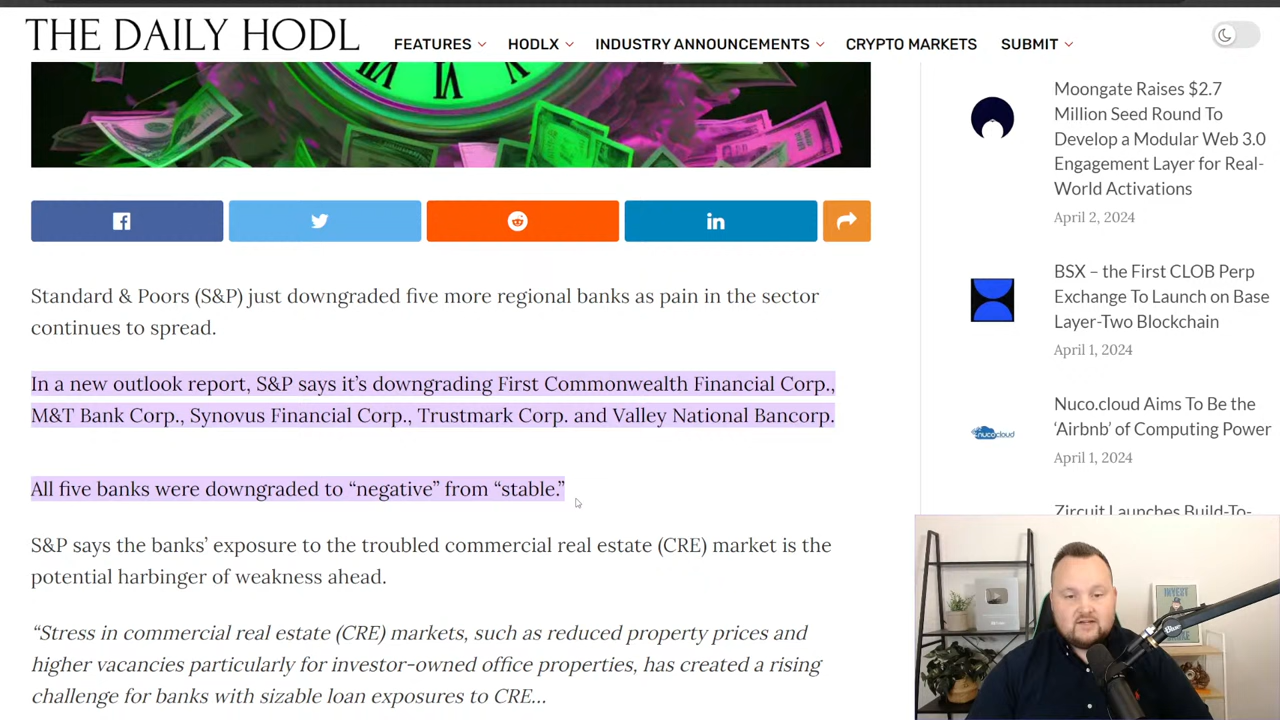 THE DAILY HODL
FEATURES
HODLX
INDUSTRY ANNOUNCEMENTS
CRYPTO MARKETS
SUBMIT
Standard & Poors (S&P) just downgraded five more regional banks as pain in the sector
continues to spread.
In a new outlook report, S&P says it’s downgrading First Commonwealth Financial Corp.,
M&T Bank Corp., Synovus Financial Corp., Trustmark Corp. and Valley National Bancorp.
All five banks were downgraded to “negative” from “stable.”
S&P says the banks’ exposure to the troubled commercial real estate (CRE) market is the
potential harbinger of weakness ahead.
“Stress in commercial real estate (CRE) markets, such as reduced property prices and
higher vacancies particularly for investor-owned office properties, has created a rising
challenge for banks with sizable loan exposures to CRE…
Moongate Raises $2.7
Million Seed Round To
Develop a Modular Web 3.0
Engagement Layer for Real-
World Activations
April 2, 2024
BSX – the First CLOB Perp
Exchange To Launch on Base
Layer-Two Blockchain
April 1, 2024
nuco.cloud
Nuco.cloud Aims To Be the
‘Airbnb’ of Computing Power
April 1, 2024
Zircuit Launches Build-To-
INVEST
Blue